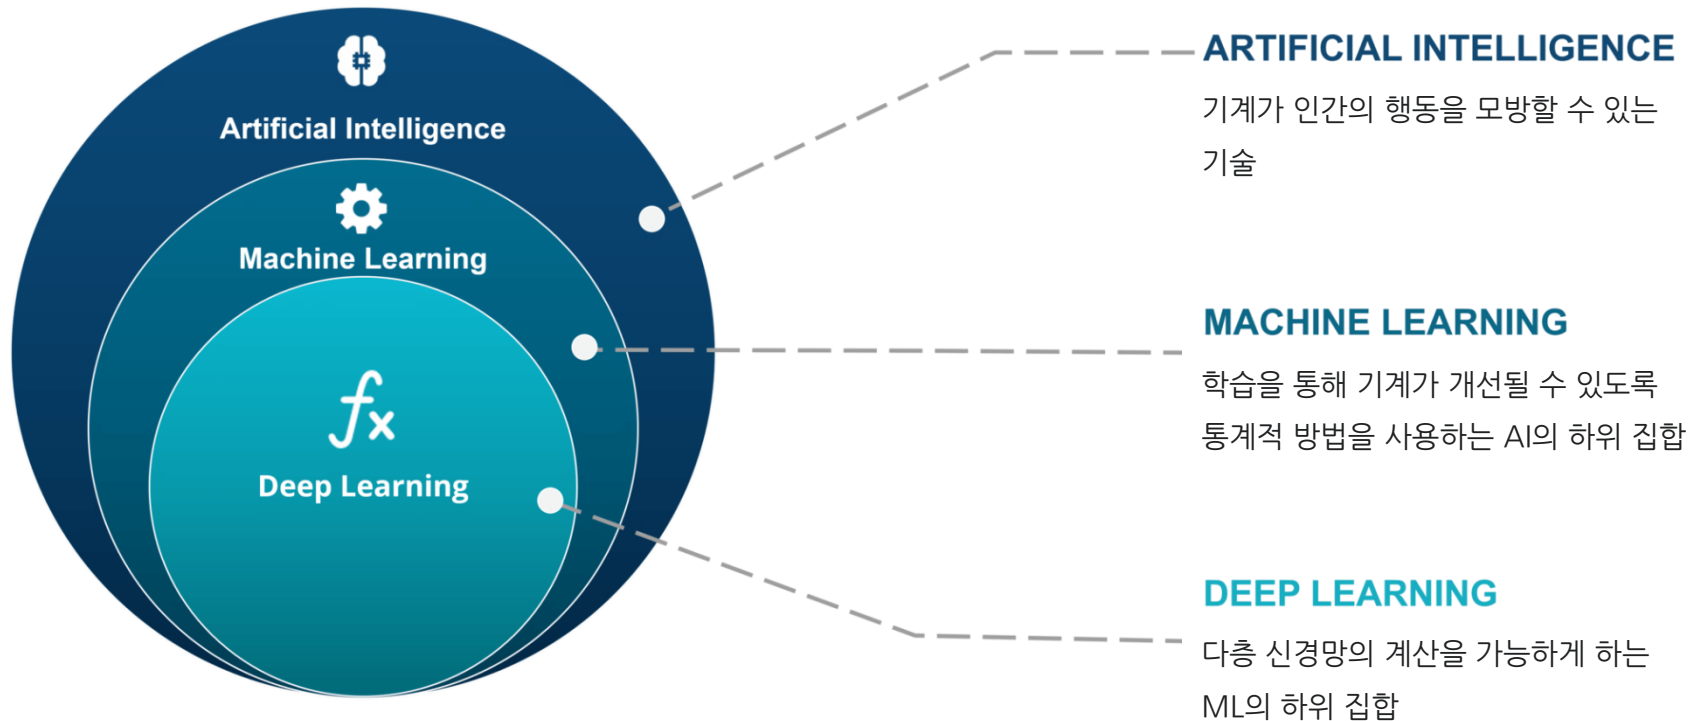 Artificial Intelligence
Machine Learning
fx
Deep Learning
ARTIFICIAL INTELLIGENCE
기계가 인간의 행동을 모방할 수 있는
기술
MACHINE LEARNING
학습을 통해 기계가 개선될 수 있도록
통계적 방법을 사용하는 AI의 하위 집합
DEEP LEARNING
다층 신경망의 계산을 가능하게 하는
ML의 하위 집합